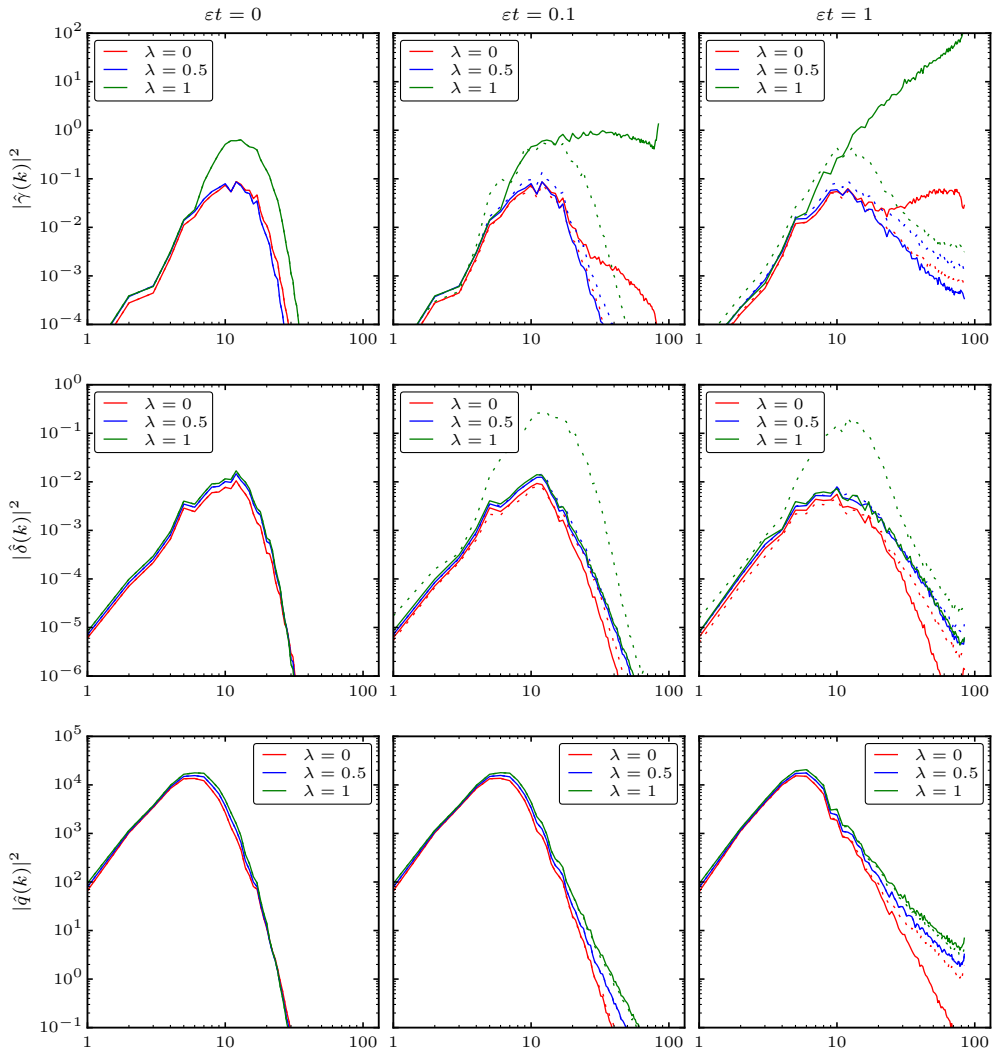 εt = 0 εt = 0.1 εt = 1
|γ̂(k)|²
10² 10¹ 10⁰ 10⁻¹ 10⁻² 10⁻³ 10⁻⁴
λ = 0
λ = 0.5
λ = 1
1 10 100
λ = 0
λ = 0.5
λ = 1
1 10 100
λ = 0
λ = 0.5
λ = 1
1 10 100
|δ̂(k)|²
10⁰ 10⁻¹ 10⁻² 10⁻³ 10⁻⁴ 10⁻⁵ 10⁻⁶
λ = 0
λ = 0.5
λ = 1
1 10 100
λ = 0
λ = 0.5
λ = 1
1 10 100
λ = 0
λ = 0.5
λ = 1
1 10 100
|q̂(k)|²
10⁵ 10⁴ 10³ 10² 10¹ 10⁰ 10⁻¹
λ = 0
λ = 0.5
λ = 1
1 10 100
λ = 0
λ = 0.5
λ = 1
1 10 100
λ = 0
λ = 0.5
λ = 1
1 10 100